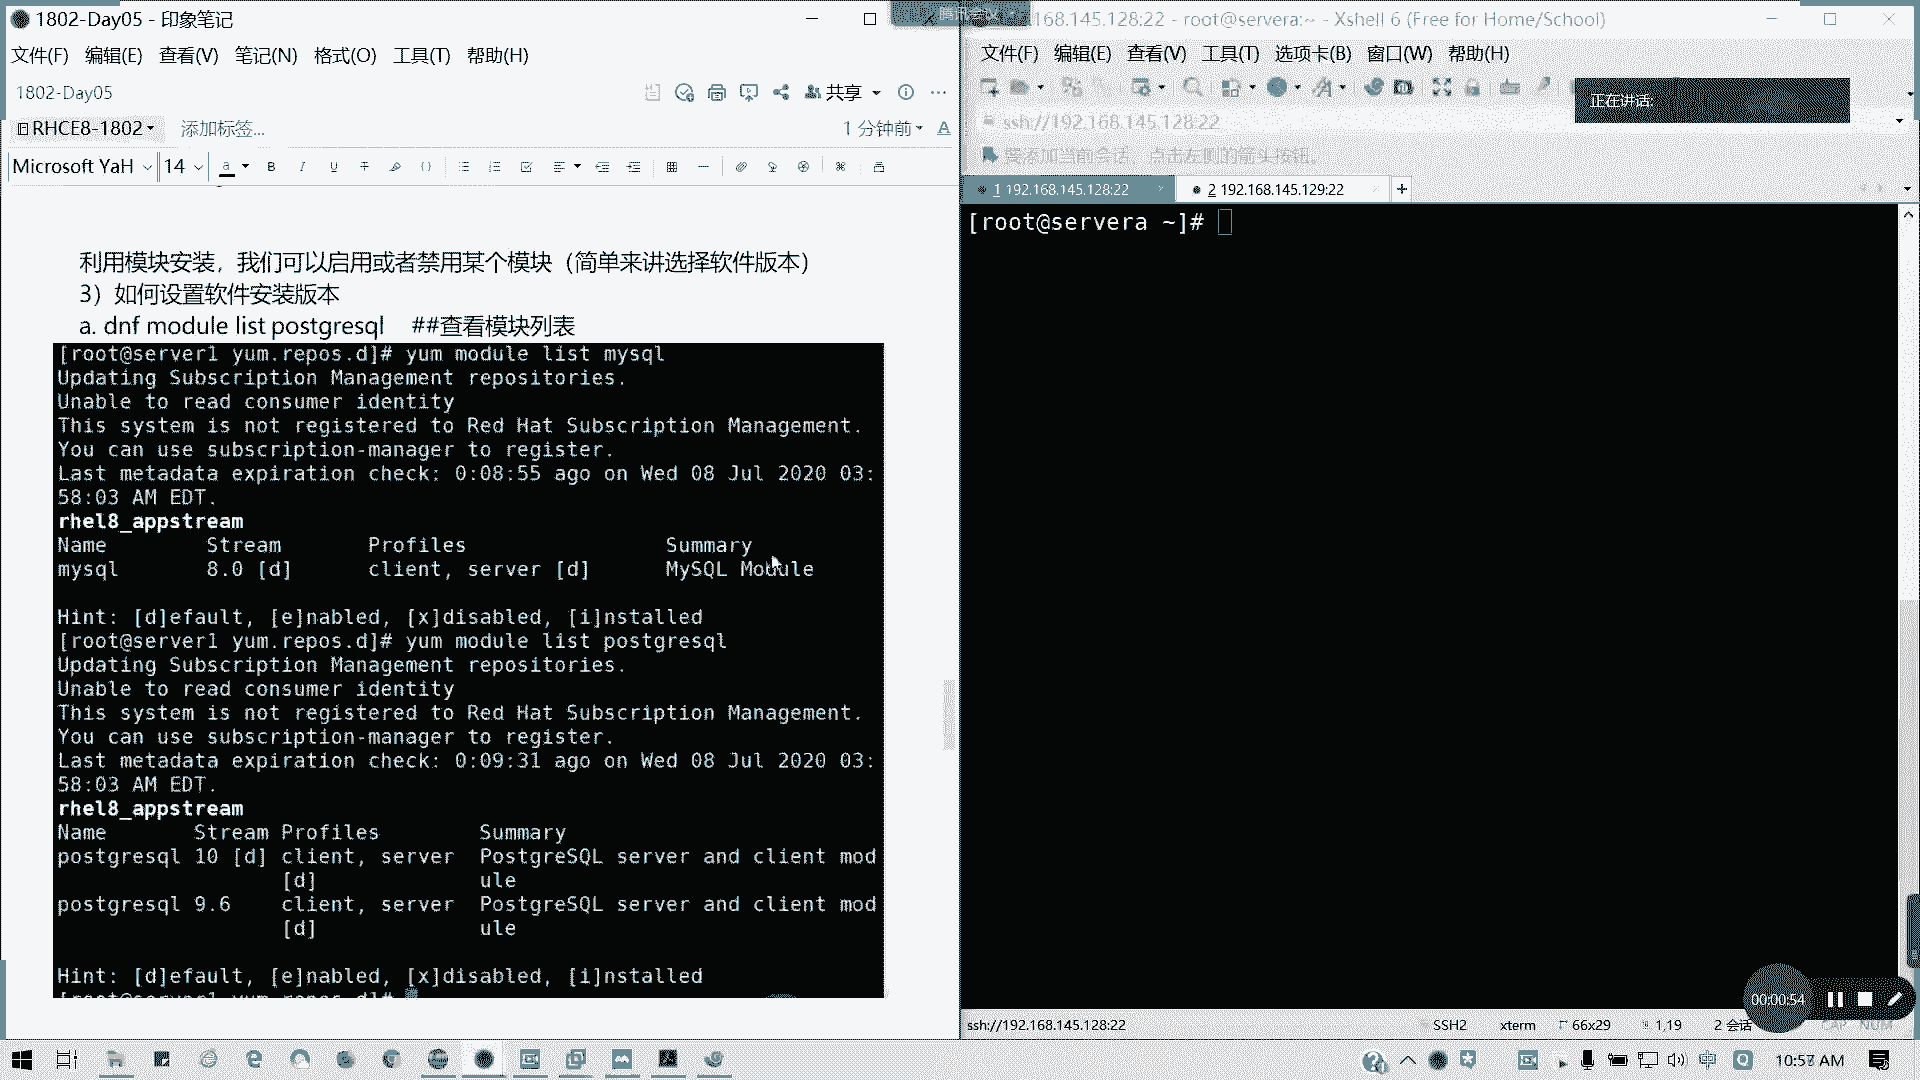 1802-Day05 - 印象笔记
文件(F) 编辑(E) 查看(V) 笔记(N) 格式(O) 工具(T) 帮助(H)
1802-Day05
共享
RHCE8-1802
添加标签...
1 分钟前
Microsoft YaH
14
利用模块安装，我们可以启用或者禁用某个模块（简单来讲选择软件版本）
3）如何设置软件安装版本
a. dnf module list postgresql ##查看模块列表
[root@server1 yum.repos.d]# yum module list mysql
Updating Subscription Management repositories.
Unable to read consumer identity
This system is not registered to Red Hat Subscription Management.
You can use subscription-manager to register.
Last metadata expiration check: 0:08:55 ago on Wed 08 Jul 2020 03:
58:03 AM EDT.
rhel8_appstream
Name Stream Profiles Summary
mysql 8.0 [d] client, server [d] MySQL Module
Hint: [d]efault, [e]nabled, [x]disabled, [i]nstalled
[root@server1 yum.repos.d]# yum module list postgresql
Updating Subscription Management repositories.
Unable to read consumer identity
This system is not registered to Red Hat Subscription Management.
You can use subscription-manager to register.
Last metadata expiration check: 0:09:31 ago on Wed 08 Jul 2020 03:
58:03 AM EDT.
rhel8_appstream
Name Stream Profiles Summary
postgresql 10 [d] client, server PostgreSQL server and client mod
[d] ule
postgresql 9.6 client, server PostgreSQL server and client mod
[d] ule
Hint: [d]efault, [e]nabled, [x]disabled, [i]nstalled
[root@server1 yum.repos.d]#
腾讯会议
168.145.128:22 - root@servera:~ - Xshell 6 (Free for Home/School)
文件(F) 编辑(E) 查看(V) 工具(T) 选项卡(B) 窗口(W) 帮助(H)
正在讲话:
ssh://192.168.145.128:22
要添加当前会话，点击左侧的箭头按钮。
1 192.168.145.128:22
2 192.168.145.129:22
[root@servera ~]#
00:00:54
ssh://192.168.145.128:22
SSH2 xterm 66x29 1,19 2 会话 CAP NUM
中
10:57 AM